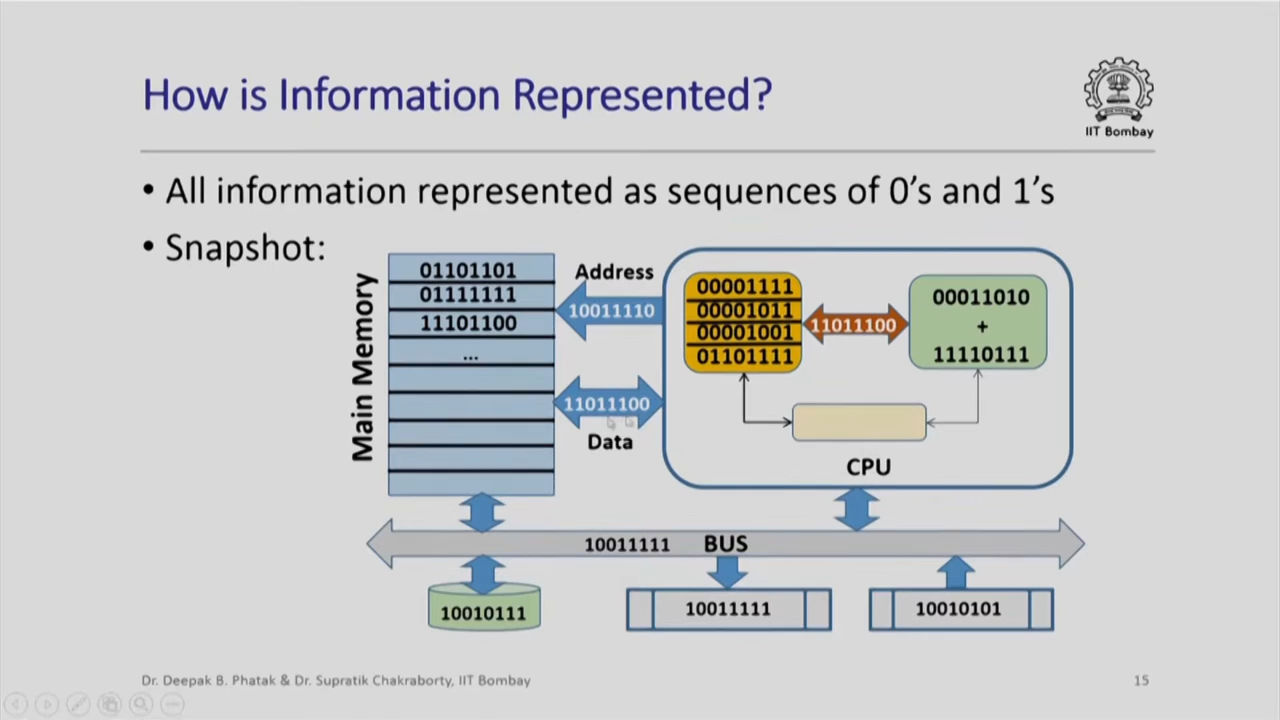 How is Information Represented?
IIT Bombay
• All information represented as sequences of 0's and 1's
• Snapshot:
Main Memory
01101101
01111111
11101100
...
Address
10011110
11011100
Data
00001111
00001011
00001001
01101111
11011100
00011010
+
11110111
CPU
10011111 BUS
10010111
10011111
10010101
Dr. Deepak B. Phatak & Dr. Supratik Chakraborty, IIT Bombay
15